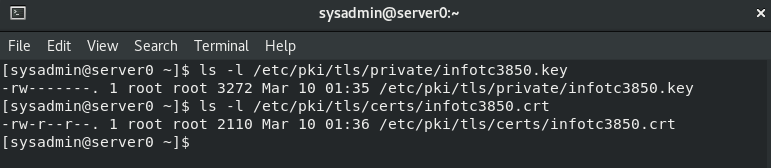 sysadmin@server0:~
File Edit View Search Terminal Help
[sysadmin@server0 ~]$ ls -l /etc/pki/tls/private/infotc3850.key
-rw-------. 1 root root 3272 Mar 10 01:35 /etc/pki/tls/private/infotc3850.key
[sysadmin@server0 ~]$ ls -l /etc/pki/tls/certs/infotc3850.crt
-rw-r--r--. 1 root root 2110 Mar 10 01:36 /etc/pki/tls/certs/infotc3850.crt
[sysadmin@server0 ~]$